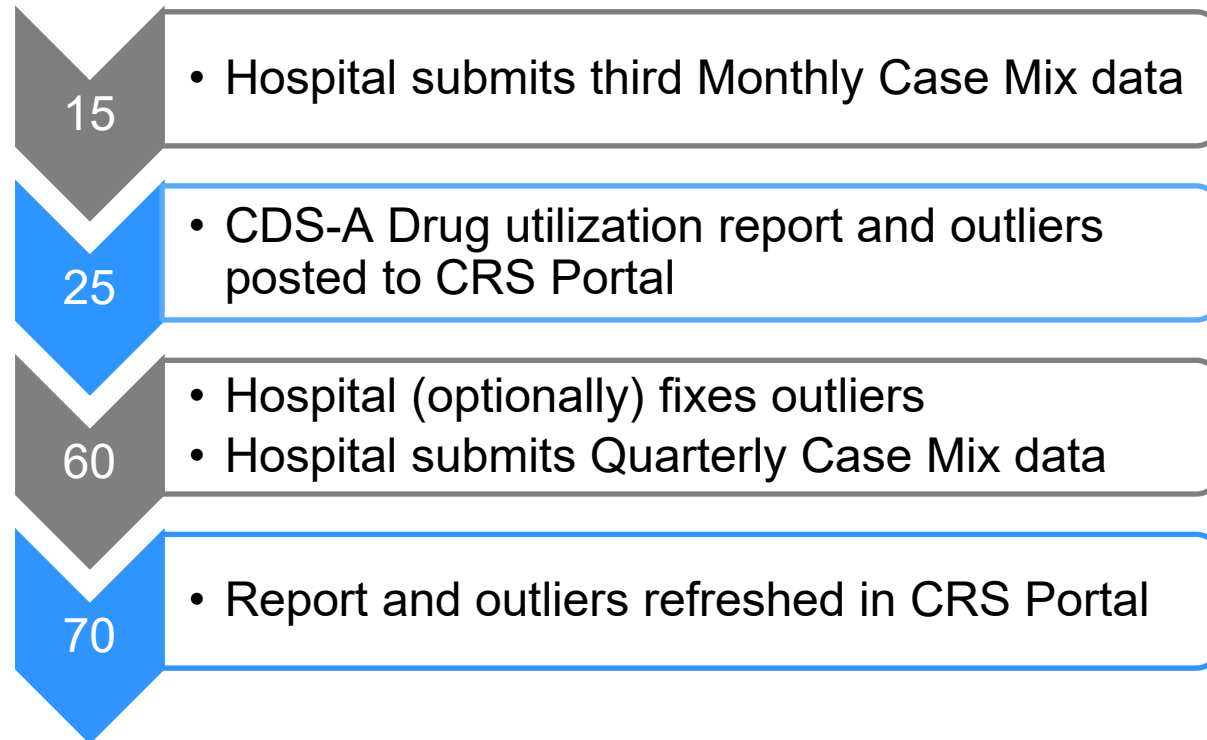 15
• Hospital submits third Monthly Case Mix data
25
• CDS-A Drug utilization report and outliers
posted to CRS Portal
60
• Hospital (optionally) fixes outliers
• Hospital submits Quarterly Case Mix data
70
• Report and outliers refreshed in CRS Portal